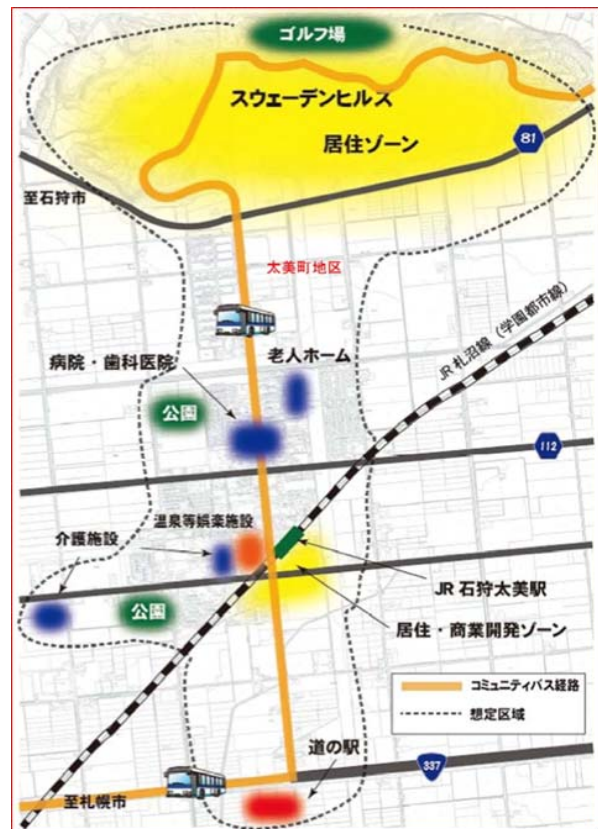 ゴルフ場
スウェーデンヒルズ
居住ゾーン
81
至石狩市
太美町地区
JR札沼線（学園都市線）
病院・歯科医院
老人ホーム
公園
112
温泉等娯楽施設
介護施設
公園
JR石狩太美駅
居住・商業開発ゾーン
コミュニティバス経路
想定区域
道の駅
337
至札幌市